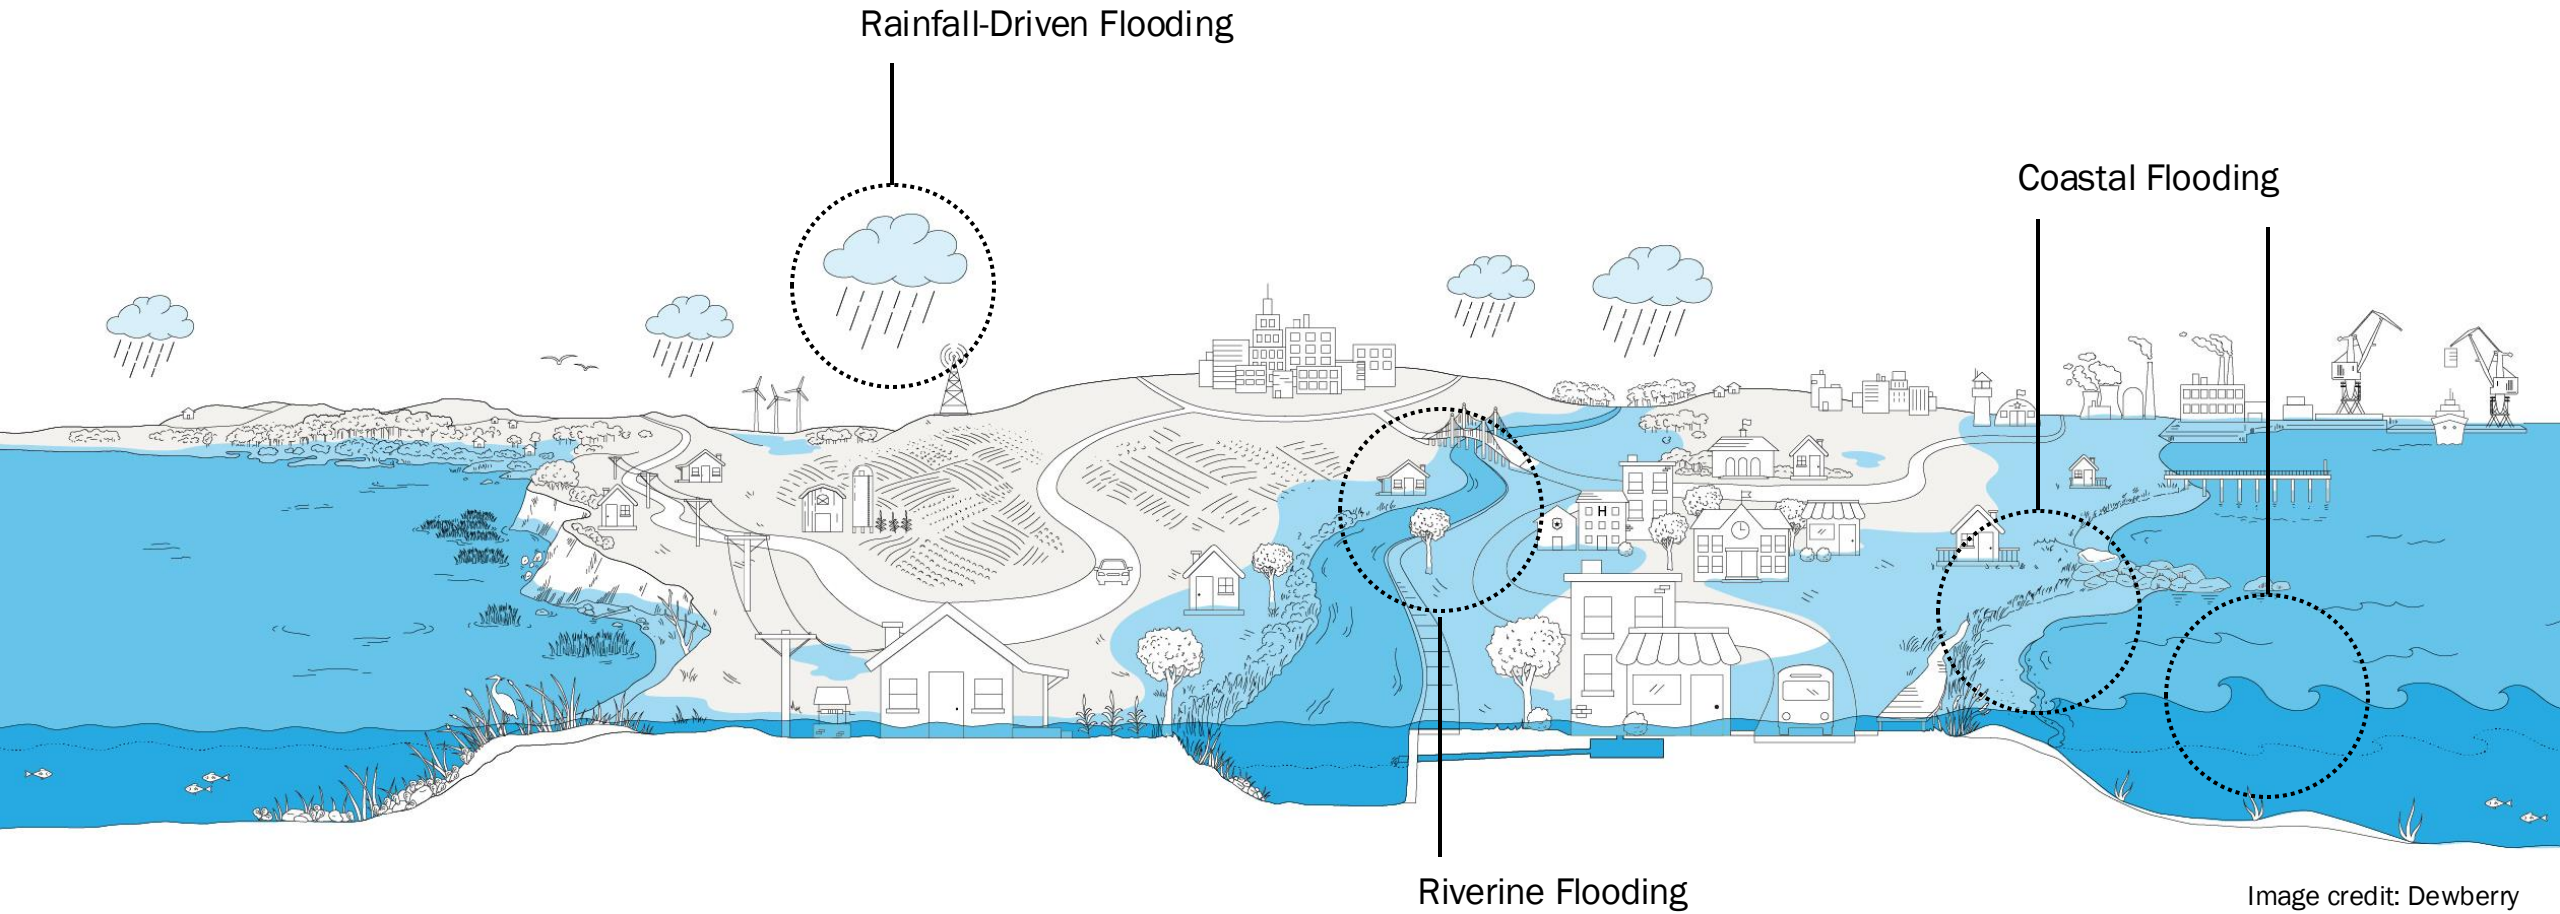 Rainfall-Driven Flooding
Coastal Flooding
H
Riverine Flooding
Image credit: Dewberry